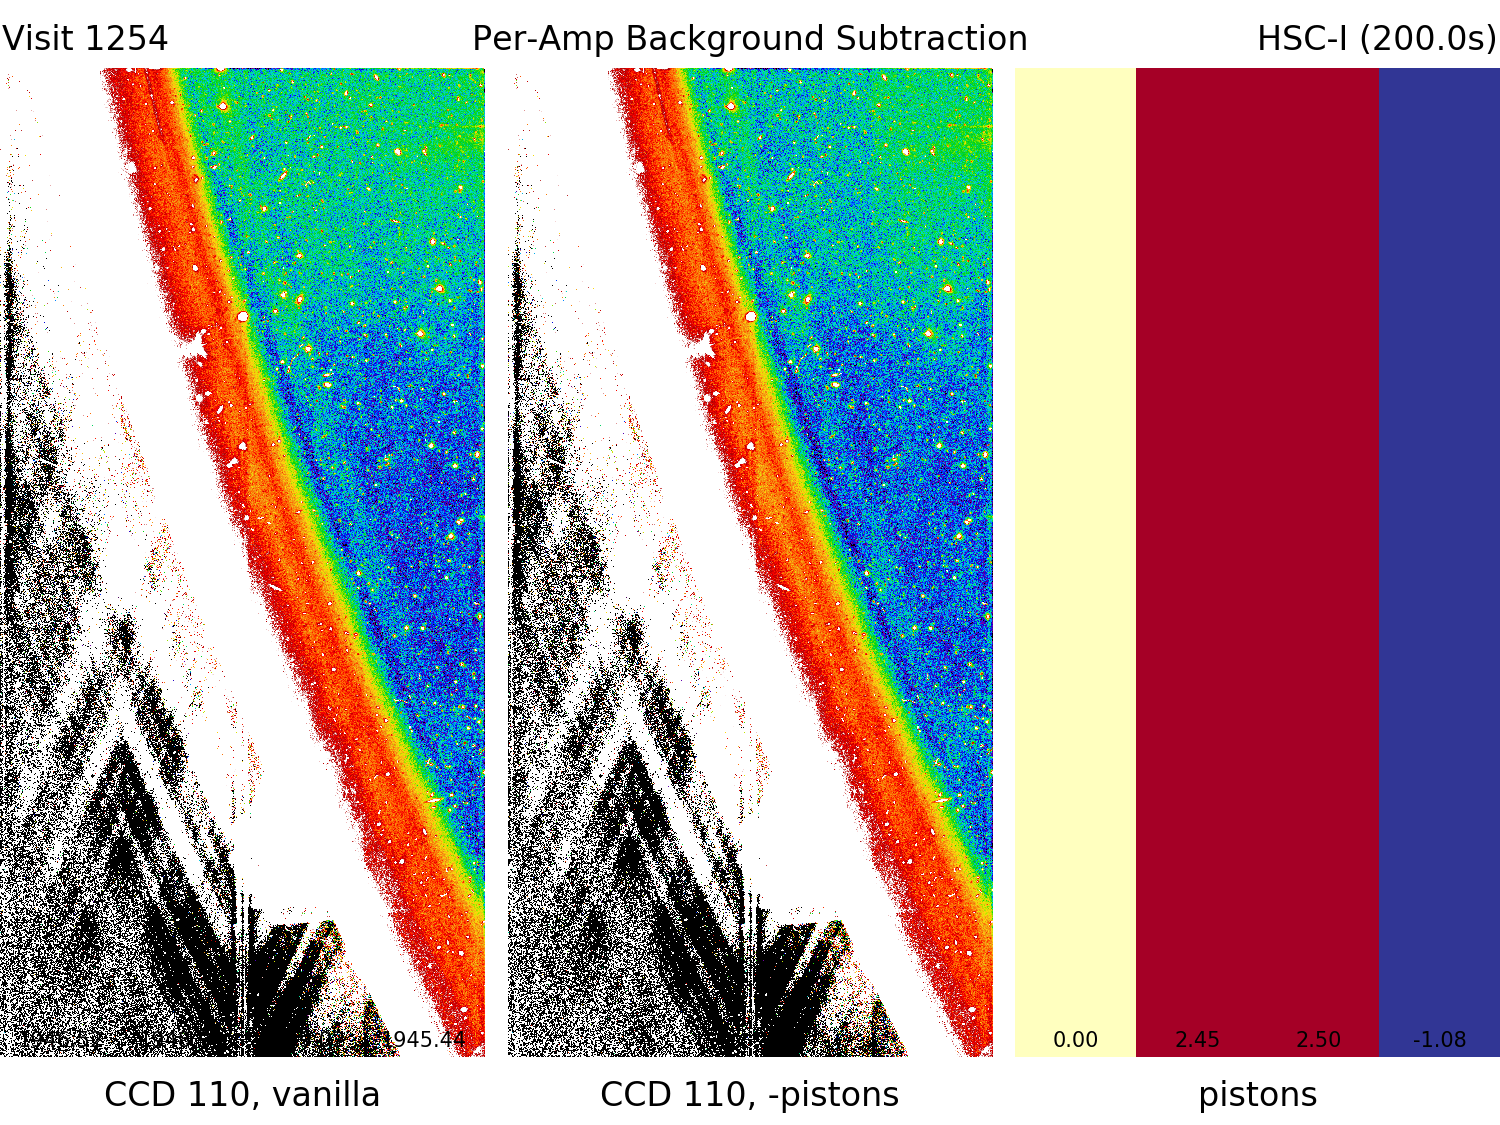 Visit 1254
Per-Amp Background Subtraction
HSC-I (200.0s)
1945.44
0.00
2.45
2.50
-1.08
CCD 110, vanilla
CCD 110, -pistons
pistons